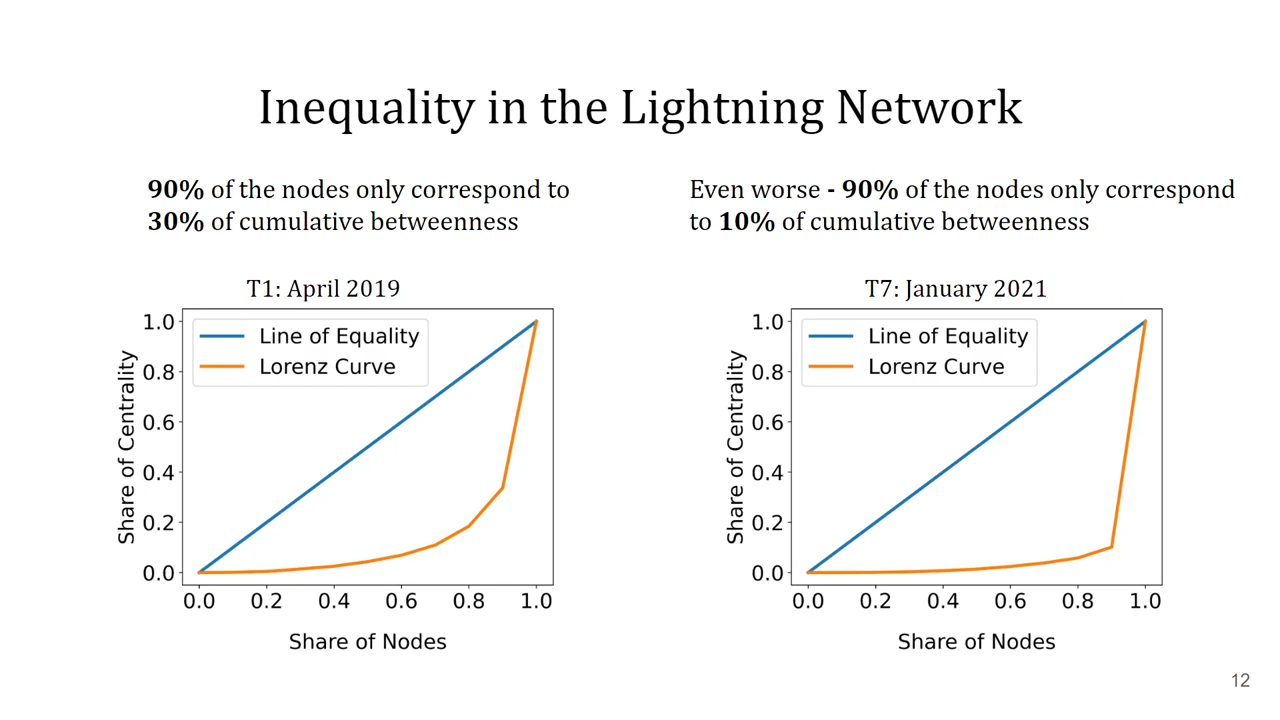 Inequality in the Lightning Network
90% of the nodes only correspond to
30% of cumulative betweenness
Even worse - 90% of the nodes only correspond
to 10% of cumulative betweenness
T1: April 2019
Line of Equality
Lorenz Curve
1.0
0.8
0.6
0.4
0.2
0.0
Share of Centrality
0.0 0.2 0.4 0.6 0.8 1.0
Share of Nodes
T7: January 2021
Line of Equality
Lorenz Curve
1.0
0.8
0.6
0.4
0.2
0.0
Share of Centrality
0.0 0.2 0.4 0.6 0.8 1.0
Share of Nodes
12